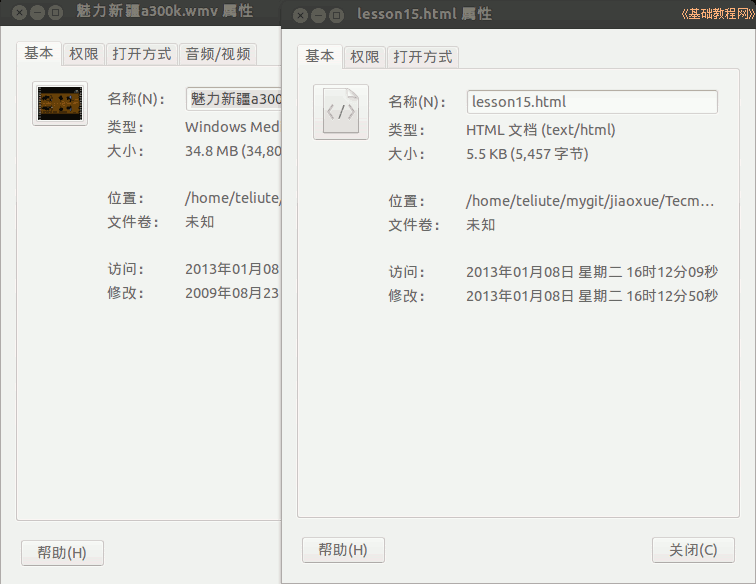 魅力新疆a300k.wmv 属性
基本 权限 打开方式 音频/视频
名称(N)： 魅力新疆a300
类型： Windows Med
大小： 34.8 MB (34,80
位置： /home/teliute/
文件卷： 未知
访问： 2013年01月08
修改： 2009年08月23
帮助(H)
lesson15.html 属性
《基础教程网》
基本 权限 打开方式
名称(N)： lesson15.html
类型： HTML 文档 (text/html)
大小： 5.5 KB (5,457 字节)
位置： /home/teliute/mygit/jiaoxue/Tecm...
文件卷： 未知
访问： 2013年01月08日 星期二 16时12分09秒
修改： 2013年01月08日 星期二 16时12分50秒
帮助(H) 关闭(C)